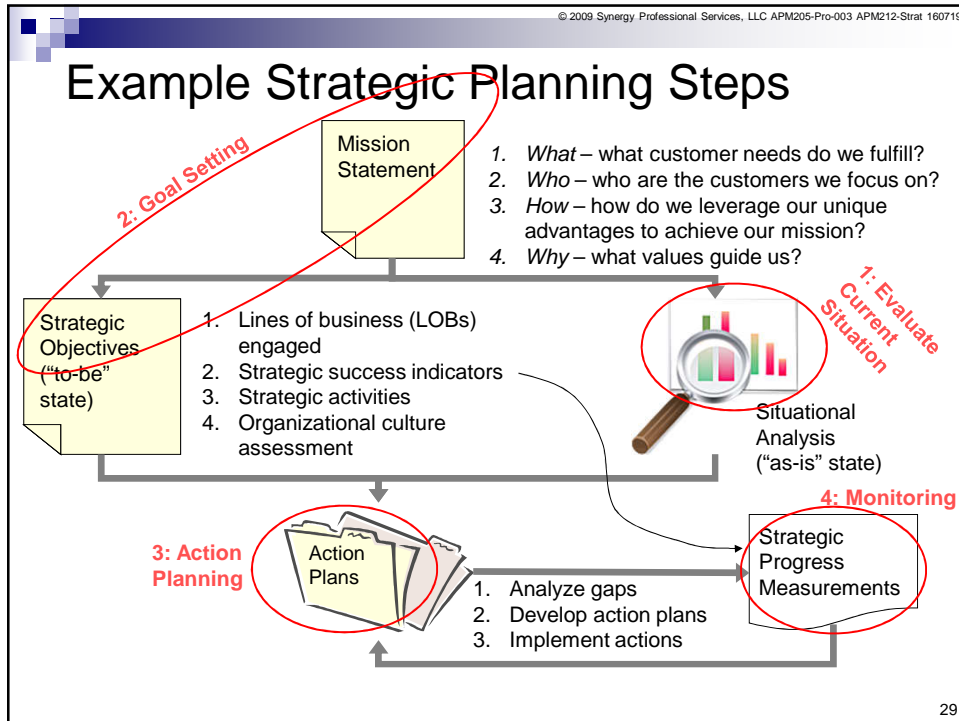 © 2009 Synergy Professional Services, LLC APM205-Pro-003 APM212-Strat 160719
Example Strategic Planning Steps
2: Goal Setting
Mission
Statement
1. What – what customer needs do we fulfill?
2. Who – who are the customers we focus on?
3. How – how do we leverage our unique
advantages to achieve our mission?
4. Why – what values guide us?
1: Evaluate
Current
Situation
Strategic
Objectives
("to-be"
state)
1. Lines of business (LOBs)
engaged
2. Strategic success indicators
3. Strategic activities
4. Organizational culture
assessment
Situational
Analysis
("as-is" state)
4: Monitoring
3: Action
Planning
Action
Plans
1. Analyze gaps
2. Develop action plans
3. Implement actions
Strategic
Progress
Measurements
29